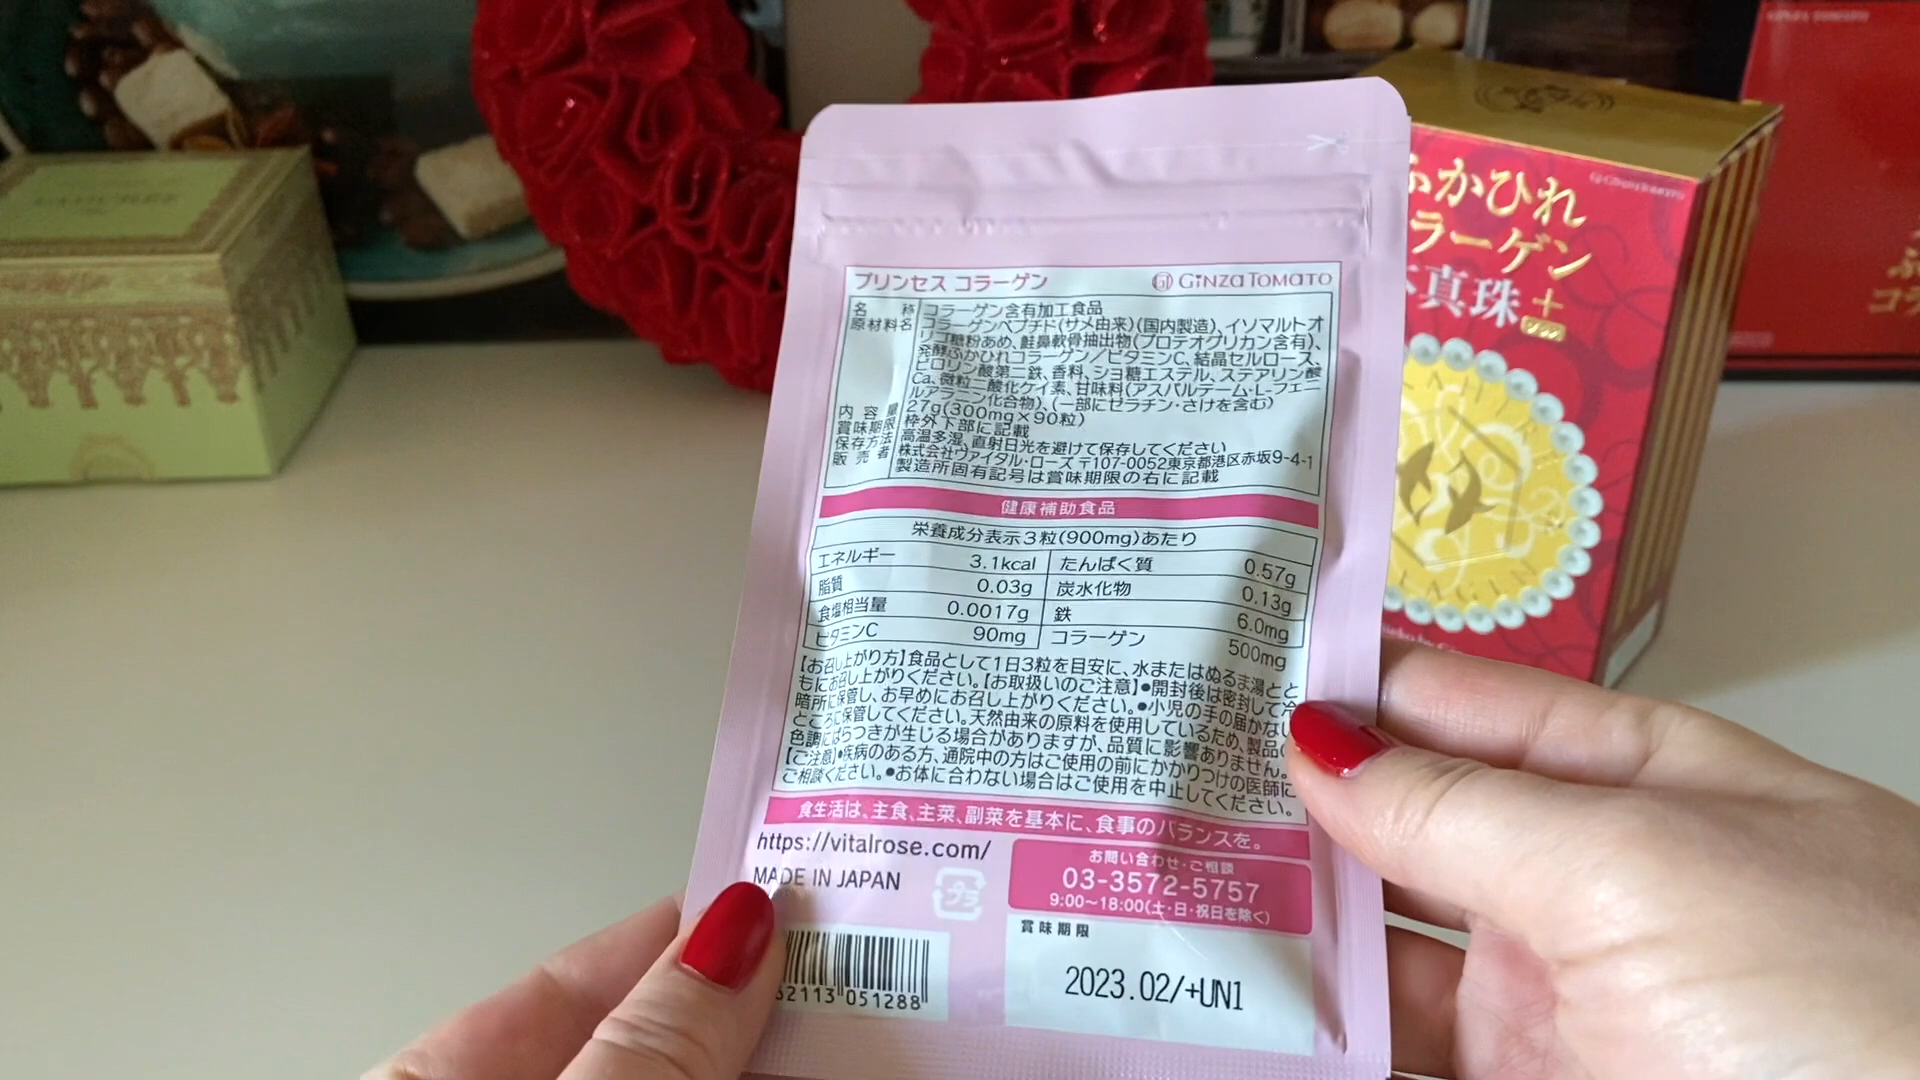 プリンセス コラーゲン
GINZA TOMATO
名称 コラーゲン含有加工食品
原材料名 コラーゲンペプチド(サメ由来)(国内製造)、イソマルトオ
リゴ糖粉あめ、鮭鼻軟骨抽出物(プロテオグリカン含有)、
発酵ふかひれコラーゲン/ビタミンC、結晶セルロース、
ピロリン酸第二鉄、香料、ショ糖エステル、ステアリン酸
Ca、微粒二酸化ケイ素、甘味料(アスパルテーム・L-フェニ
ルアラニン化合物)、(一部にゼラチン・さけを含む)
内容量 27g(300mg×90粒)
賞味期限 枠外下部に記載
保存方法 高温多湿、直射日光を避けて保存してください
販売者 株式会社ヴァイタル・ローズ 〒107-0052東京都港区赤坂9-4-1
製造所固有記号は賞味期限の右に記載
健康補助食品
栄養成分表示3粒(900mg)あたり
エネルギー 3.1kcal たんぱく質 0.57g
脂質 0.03g 炭水化物 0.13g
食塩相当量 0.0017g 鉄 6.0mg
ビタミンC 90mg コラーゲン 500mg
【お召し上がり方】食品として1日3粒を目安に、水またはぬるま湯とと
もにお召し上がりください。【お取扱いのご注意】●開封後は密封して冷
暗所に保管し、お早めにお召し上がりください。●小児の手の届かない
ところに保管してください。天然由来の原料を使用しているため、製品
色調にばらつきが生じる場合がありますが、品質に影響ありません。
【ご注意】●疾病のある方、通院中の方はご使用の前にかかりつけの医師に
ご相談ください。●お体に合わない場合はご使用を中止してください。
食生活は、主食、主菜、副菜を基本に、食事のバランスを。
https://vitalrose.com/
MADE IN JAPAN
プラ
お問い合わせ・ご相談
03-3572-5757
9:00〜18:00(土・日・祝日を除く)
賞味期限
2023.02/+UN1
32113 051288
ふかひれ
ラーゲン
真珠+
GINZA TOMATO
コラ